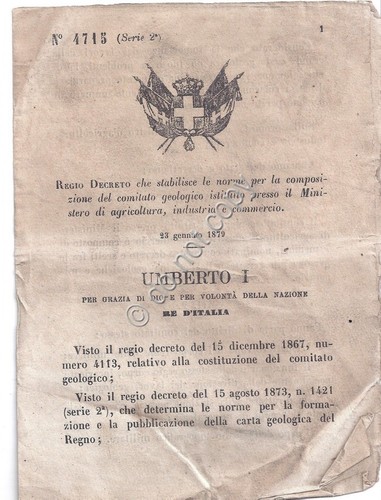 1
N° 4715 (Serie 2ª)
REGIO DECRETO che stabilisce le norme per la composi-
zione del comitato geologico istituito presso il Mini-
stero di agricoltura, industria e commercio.
23 gennaio 1879
UMBERTO I
PER GRAZIA DI DIO E PER VOLONTÀ DELLA NAZIONE
RE D'ITALIA
Visto il regio decreto del 15 dicembre 1867, nu-
mero 4113, relativo alla costituzione del comitato
geologico;
Visto il regio decreto del 15 agosto 1873, n. 1421
(serie 2ª), che determina le norme per la forma-
zione e la pubblicazione della carta geologica del
Regno;